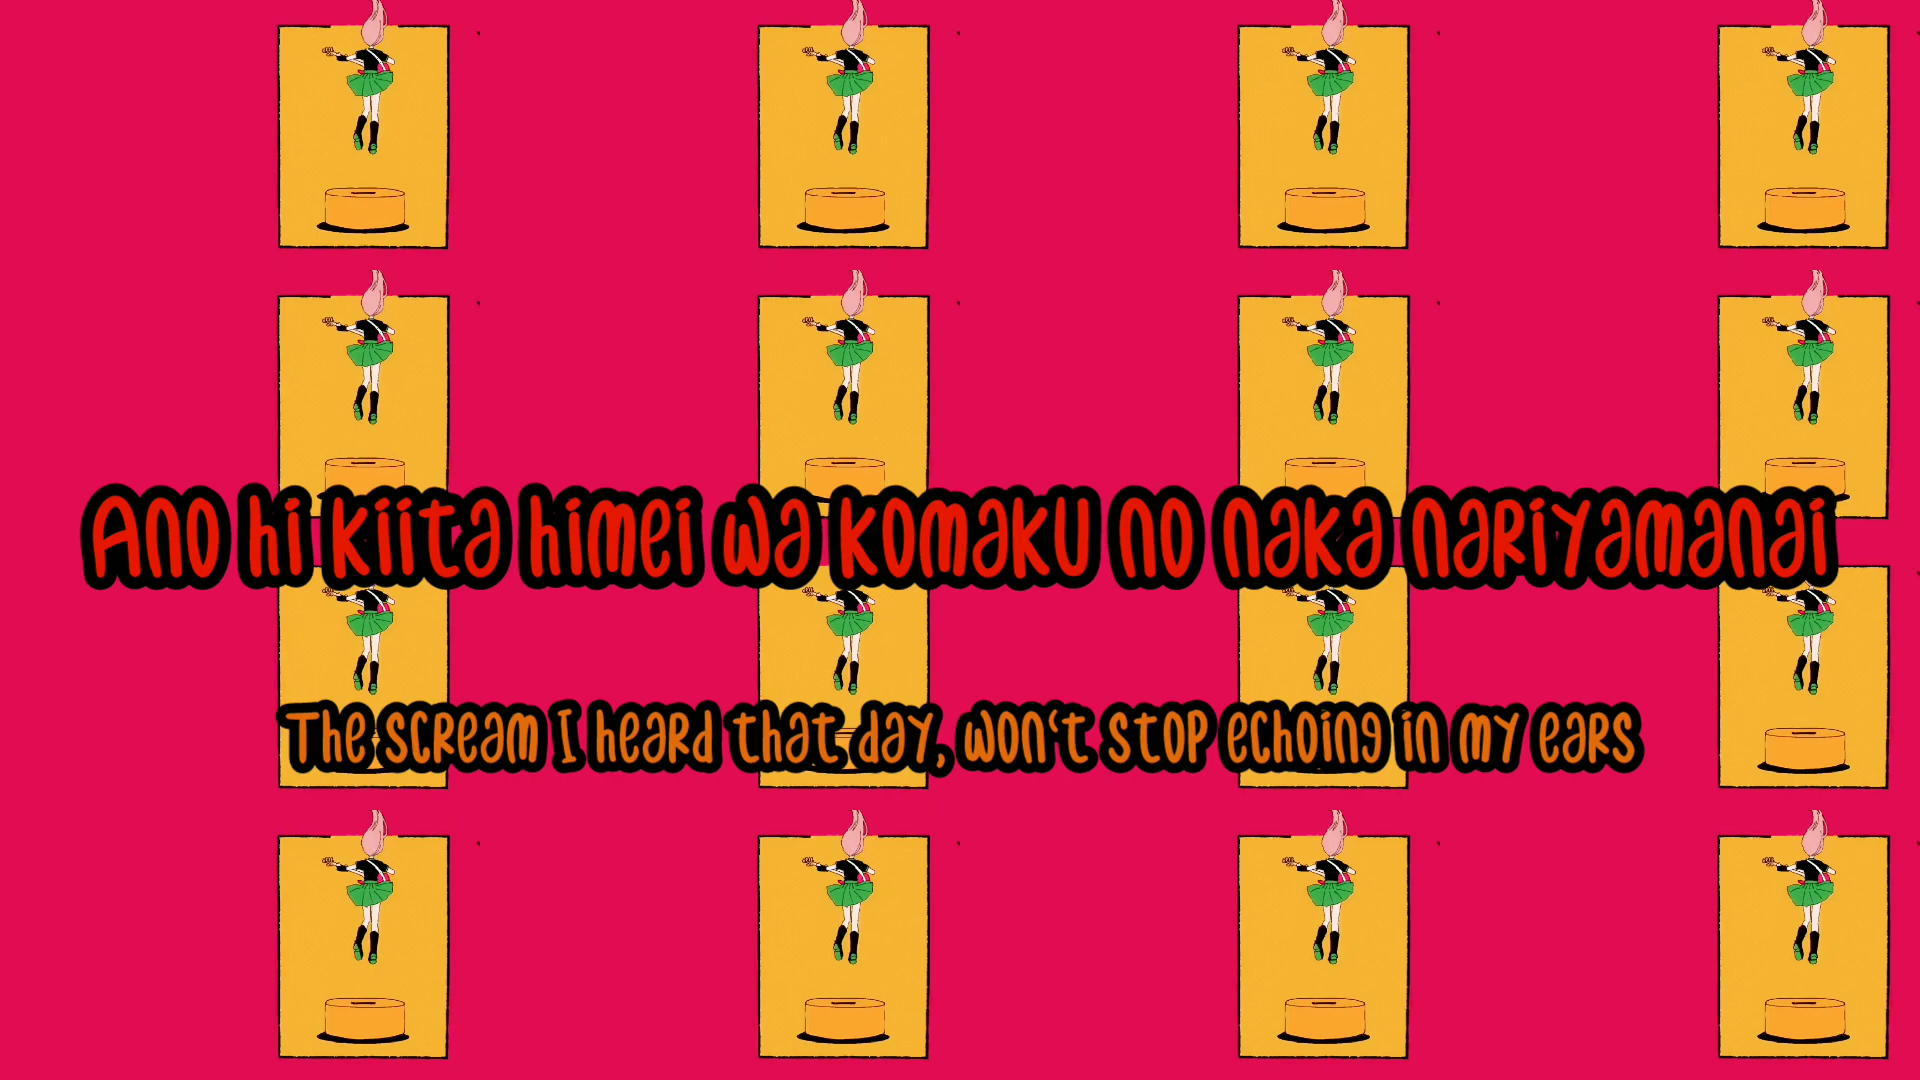 Ano hi kiita himei wa komaku no naka nariyamanai
The scream I heard that day, won't stop echoing in my ears